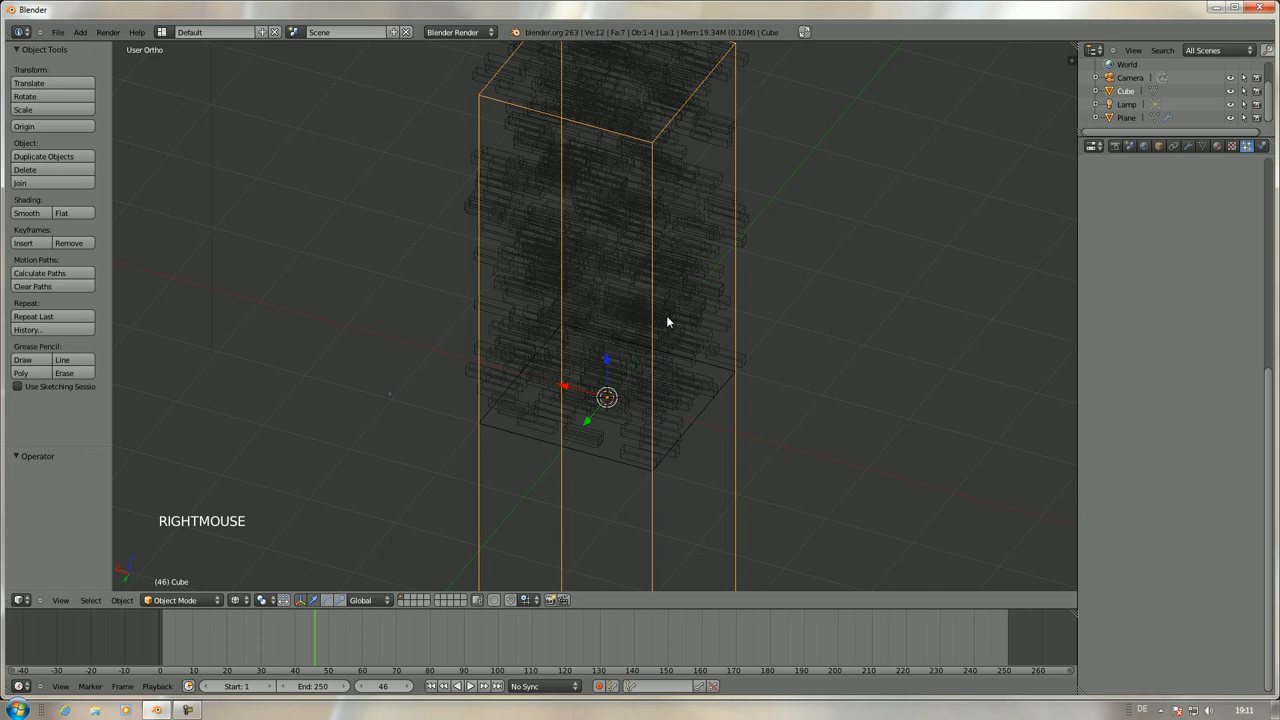 Blender
File Add Render Help Default Scene Blender Render blender.org 263 | Ve:12 | Fa:7 | Ob:1-4 | La:1 | Mem:19.34M (0.10M) | Cube
Object Tools
User Ortho
View Search All Scenes
World
Camera
Cube
Lamp
Plane
Transform:
Translate
Rotate
Scale
Origin
Object:
Duplicate Objects
Delete
Join
Shading:
Smooth Flat
Keyframes:
Insert Remove
Motion Paths:
Calculate Paths
Clear Paths
Repeat:
Repeat Last
History...
Grease Pencil:
Draw Line
Poly Erase
Use Sketching Sessio
Operator
RIGHTMOUSE
(46) Cube
View Select Object Object Mode Global
-40 -30 -20 -10 0 10 20 30 40 50 60 70 80 90 100 110 120 130 140 150 160 170 180 190 200 210 220 230 240 250 260
View Marker Frame Playback Start: 1 End: 250 46 No Sync
DE 19:11